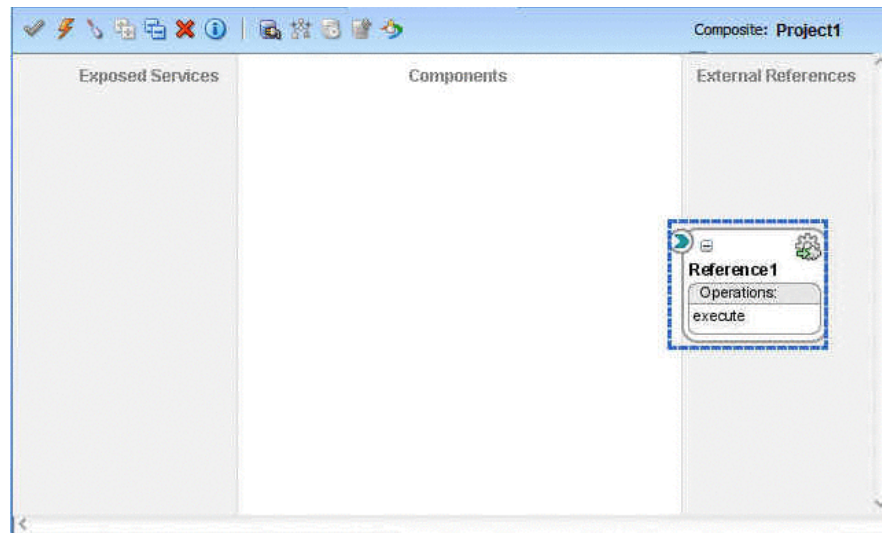 Composite: Project1
Exposed Services
Components
External References
Reference1
Operations:
execute